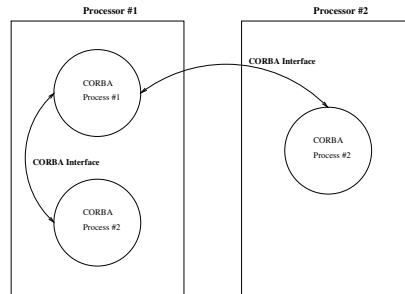 Processor #1
Processor #2
CORBA Interface
CORBA
Process #1
CORBA
Process #2
CORBA Interface
CORBA
Process #2